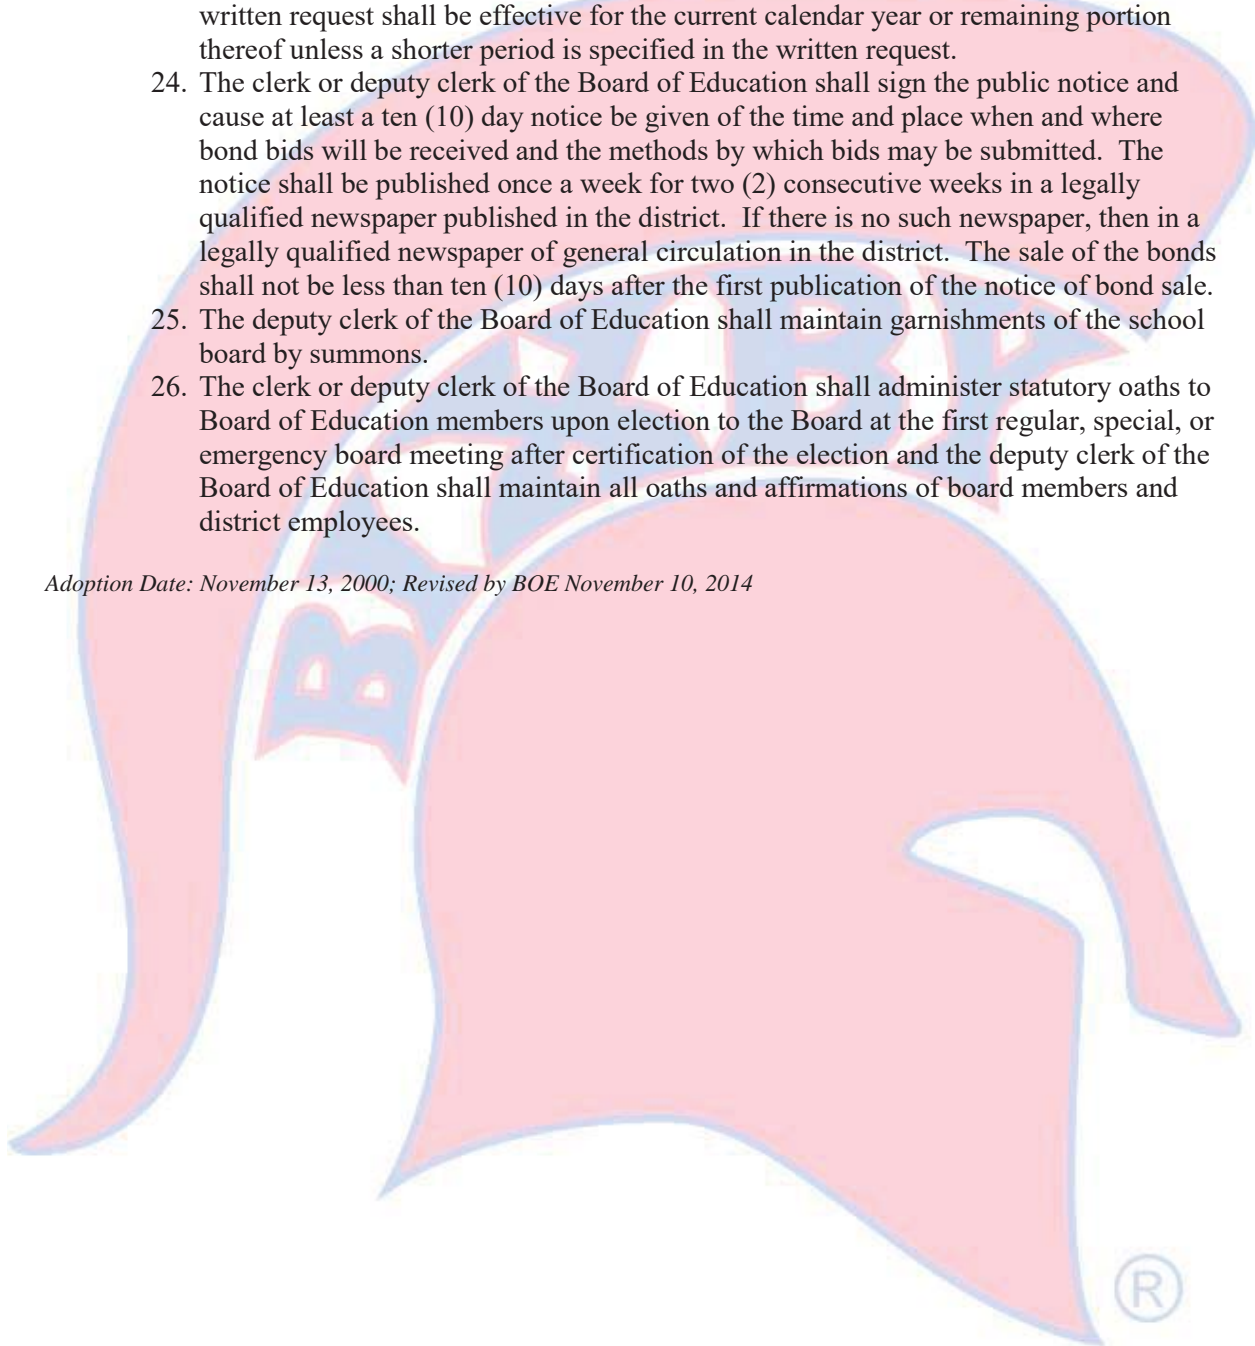 written request shall be effective for the current calendar year or remaining portion
thereof unless a shorter period is specified in the written request.
24. The clerk or deputy clerk of the Board of Education shall sign the public notice and
cause at least a ten (10) day notice be given of the time and place when and where
bond bids will be received and the methods by which bids may be submitted.  The
notice shall be published once a week for two (2) consecutive weeks in a legally
qualified newspaper published in the district.  If there is no such newspaper, then in a
legally qualified newspaper of general circulation in the district.  The sale of the bonds
shall not be less than ten (10) days after the first publication of the notice of bond sale.
25. The deputy clerk of the Board of Education shall maintain garnishments of the school
board by summons.
26. The clerk or deputy clerk of the Board of Education shall administer statutory oaths to
Board of Education members upon election to the Board at the first regular, special, or
emergency board meeting after certification of the election and the deputy clerk of the
Board of Education shall maintain all oaths and affirmations of board members and
district employees.
Adoption Date: November 13, 2000; Revised by BOE November 10, 2014
BIXBY
®